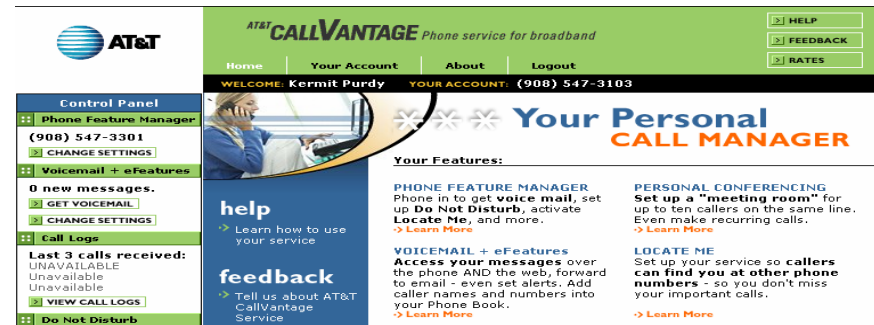 AT&T
AT&T CALLVANTAGE Phone service for broadband
HELP
FEEDBACK
RATES
Home Your Account About Logout
WELCOME: Kermit Purdy YOUR ACCOUNT: (908) 547-3103
Control Panel
Phone Feature Manager
(908) 547-3301
CHANGE SETTINGS
Voicemail + eFeatures
0 new messages.
GET VOICEMAIL
CHANGE SETTINGS
Call Logs
Last 3 calls received:
UNAVAILABLE
Unavailable
Unavailable
VIEW CALL LOGS
Do Not Disturb
help
Learn how to use
your service
feedback
Tell us about AT&T
CallVantage
Service
*** Your Personal
CALL MANAGER
Your Features:
PHONE FEATURE MANAGER
Phone in to get voice mail, set
up Do Not Disturb, activate
Locate Me, and more.
Learn More
VOICEMAIL + eFeatures
Access your messages over
the phone AND the web, forward
to email - even set alerts. Add
caller names and numbers into
your Phone Book.
Learn More
PERSONAL CONFERENCING
Set up a "meeting room" for
up to ten callers on the same line.
Even make recurring calls.
Learn More
LOCATE ME
Set up your service so callers
can find you at other phone
numbers - so you don't miss
your important calls.
Learn More